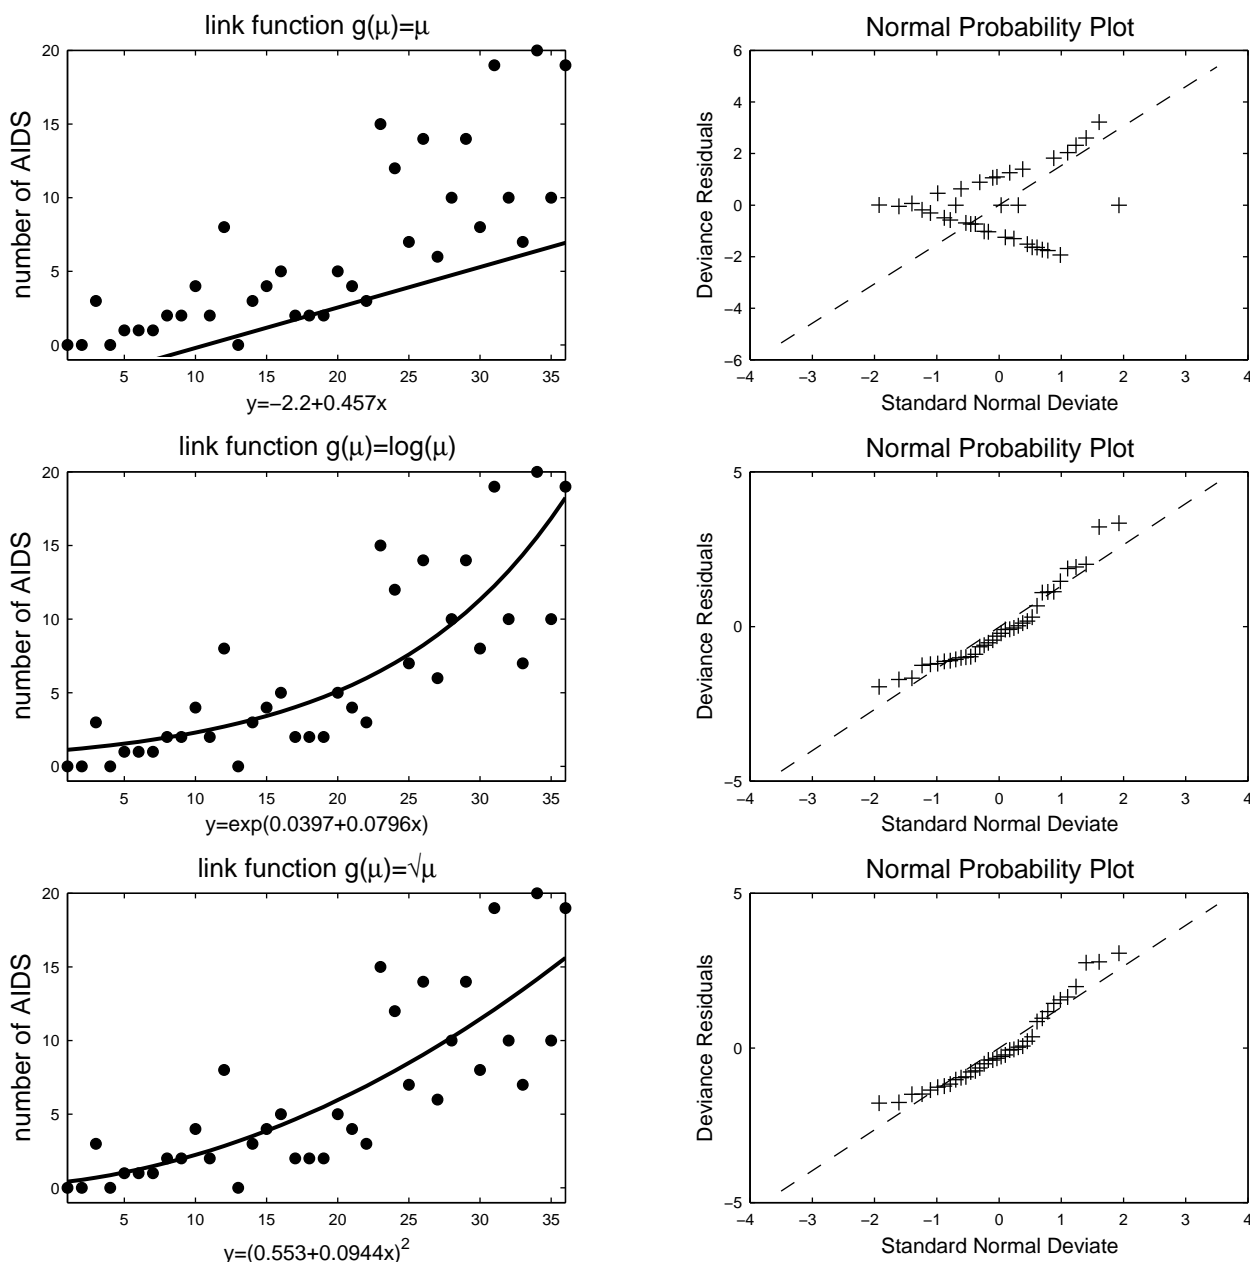 link function g(μ)=μ
Normal Probability Plot
20
15
10
5
0
number of AIDS
5 10 15 20 25 30 35
y=−2.2+0.457x
6
4
2
0
−2
−4
−6
Deviance Residuals
−4 −3 −2 −1 0 1 2 3 4
Standard Normal Deviate
link function g(μ)=log(μ)
Normal Probability Plot
20
15
10
5
0
number of AIDS
5 10 15 20 25 30 35
y=exp(0.0397+0.0796x)
5
0
−5
Deviance Residuals
−4 −3 −2 −1 0 1 2 3 4
Standard Normal Deviate
link function g(μ)=√μ
Normal Probability Plot
20
15
10
5
0
number of AIDS
5 10 15 20 25 30 35
y=(0.553+0.0944x)²
5
0
−5
Deviance Residuals
−4 −3 −2 −1 0 1 2 3 4
Standard Normal Deviate